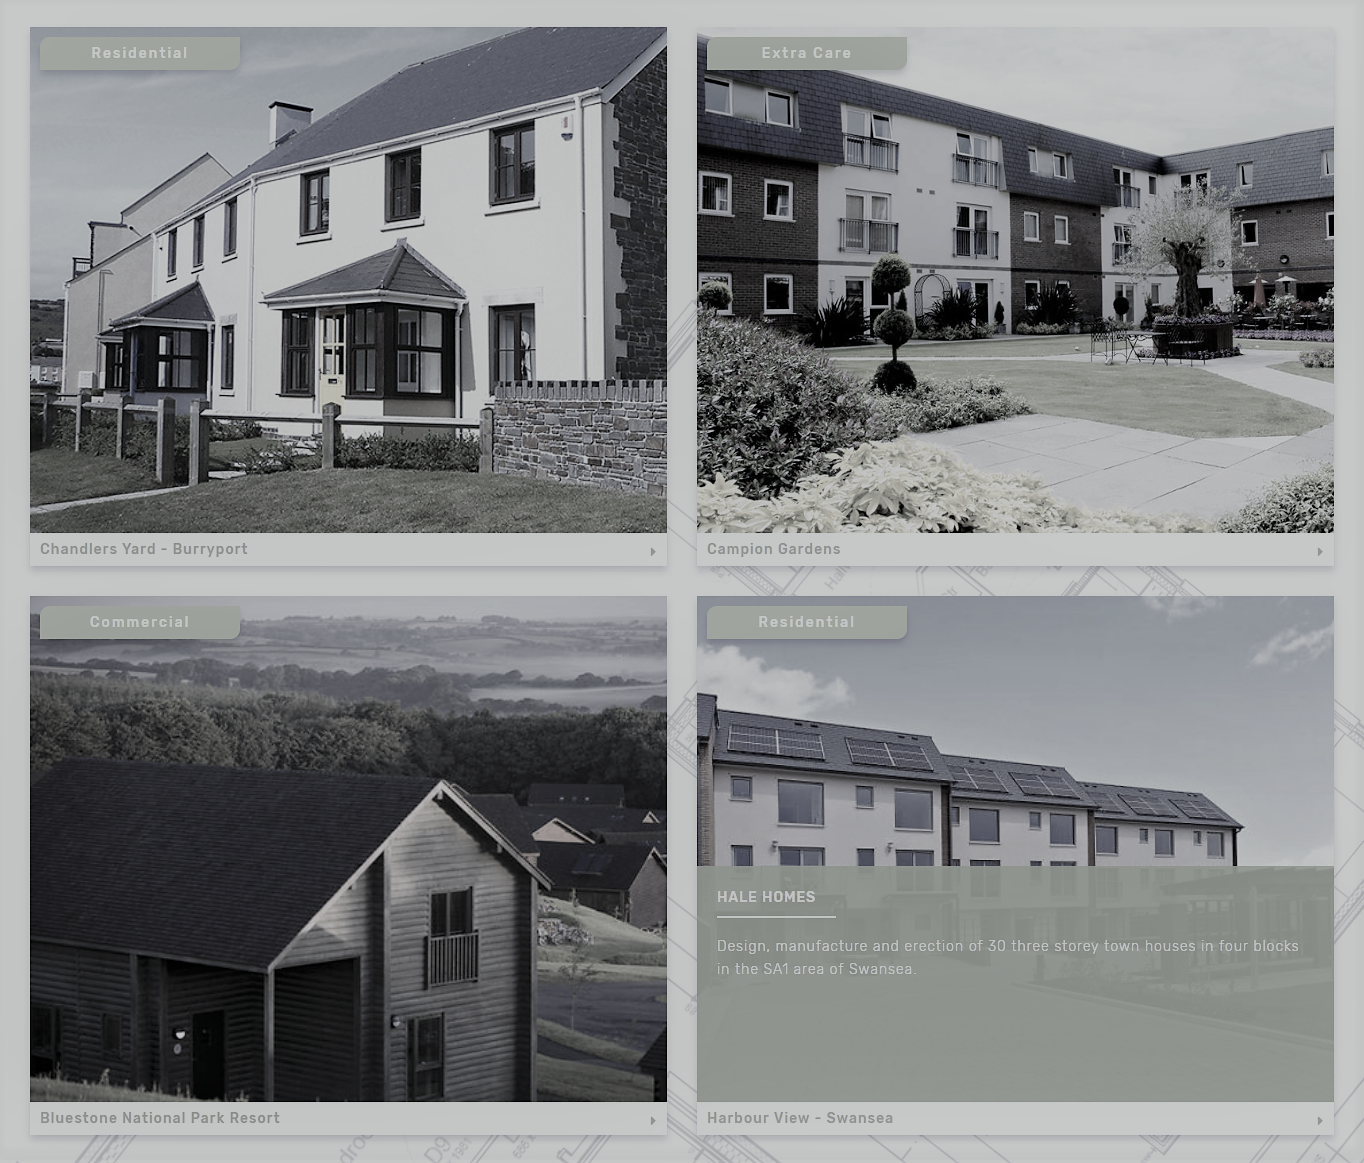 Residential
Extra Care
Chandlers Yard - Burryport
Campion Gardens
Commercial
Residential
HALE HOMES
Design, manufacture and erection of 30 three storey town houses in four blocks
in the SA1 area of Swansea.
Bluestone National Park Resort
Harbour View - Swansea